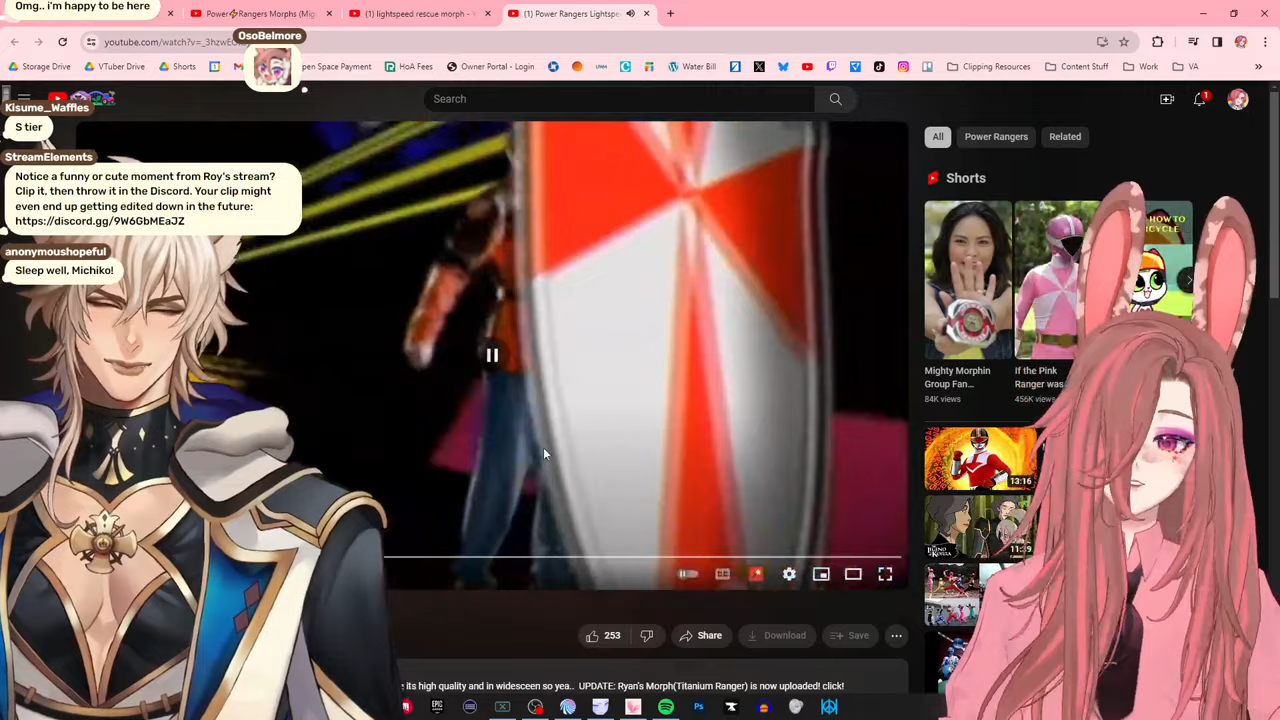 Omg.. i'm happy to be here
Power⚡Rangers Morphs (Mig
(1) lightspeed rescue morph - Y
(1) Power Rangers Lightspe
OsoBelmore
youtube.com/watch?v=_3hzwE
Storage Drive
VTuber Drive
Shorts
pen Space Payment
HoA Fees
Owner Portal - Login
Water Bill
Clipping Resources
Content Stuff
Work
VA
Kisume_Waffles
S tier
Search
1
StreamElements
Notice a funny or cute moment from Roy's stream?
Clip it, then throw it in the Discord. Your clip might
even end up getting edited down in the future:
https://discord.gg/9W6GbMEaJZ
anonymoushopeful
Sleep well, Michiko!
All
Power Rangers
Related
Shorts
HOW TO
Mighty Morphin
Group Fan…
84K views
If the Pink
Ranger was
456K views
13:16
253
Share
Download
Save
its high quality and in widesceen so yea.. UPDATE: Ryan's Morph(Titanium Ranger) is now uploaded! click!
EPIC
Ps